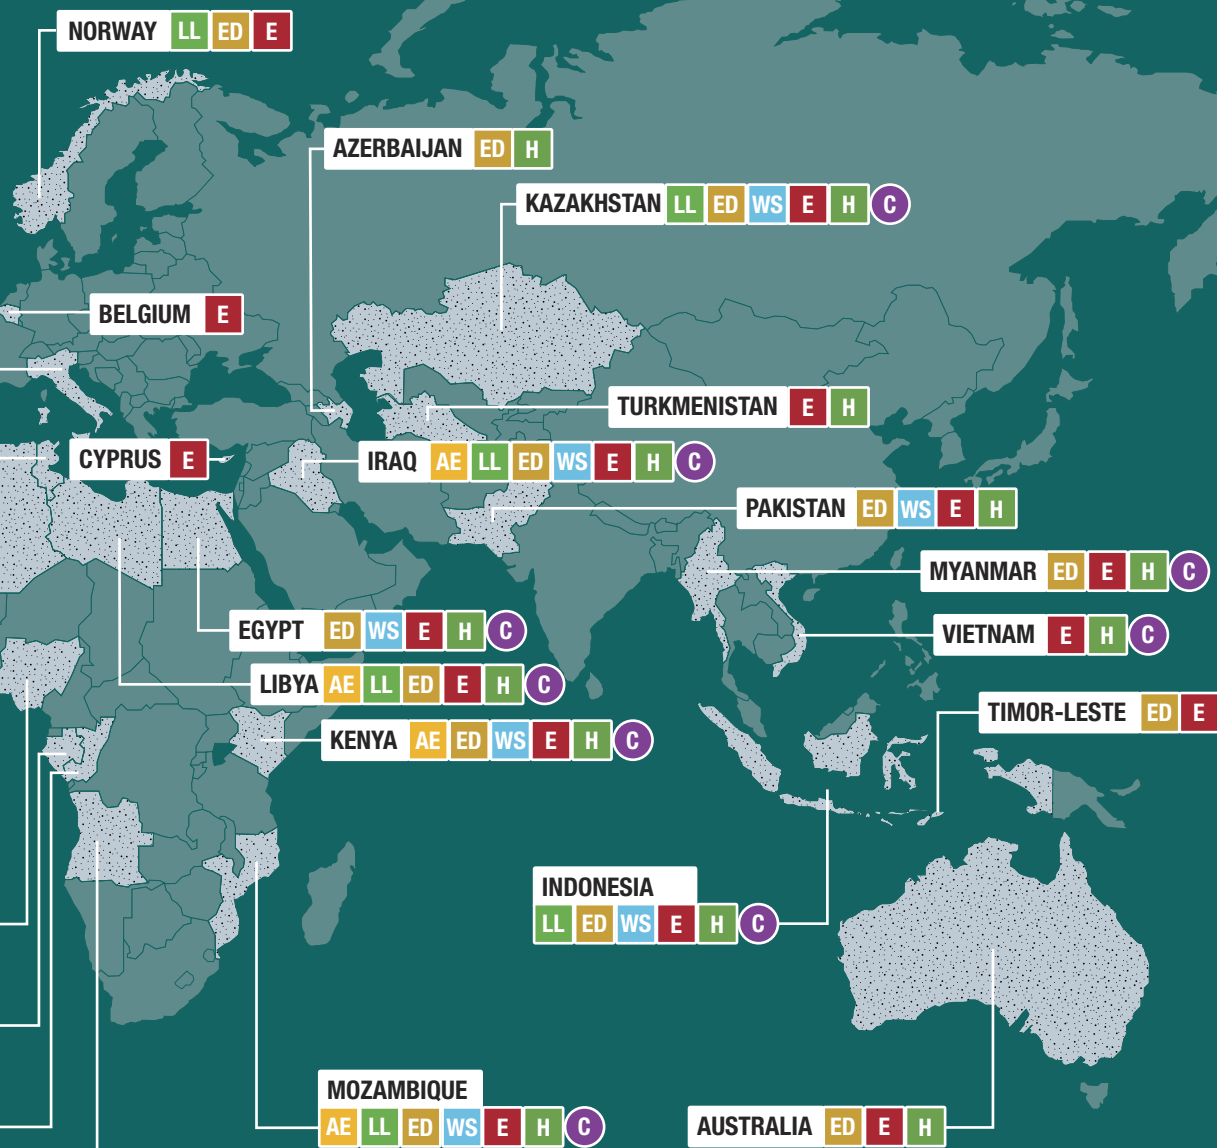 NORWAY LL ED E
AZERBAIJAN ED H
KAZAKHSTAN LL ED WS E H C
BELGIUM E
TURKMENISTAN E H
CYPRUS E
IRAQ AE LL ED WS E H C
PAKISTAN ED WS E H
MYANMAR ED E H C
EGYPT ED WS E H C
VIETNAM E H C
LIBYA AE LL ED E H C
TIMOR-LESTE ED E
KENYA AE ED WS E H C
INDONESIA
LL ED WS E H C
MOZAMBIQUE
AE LL ED WS E H C
AUSTRALIA ED E H